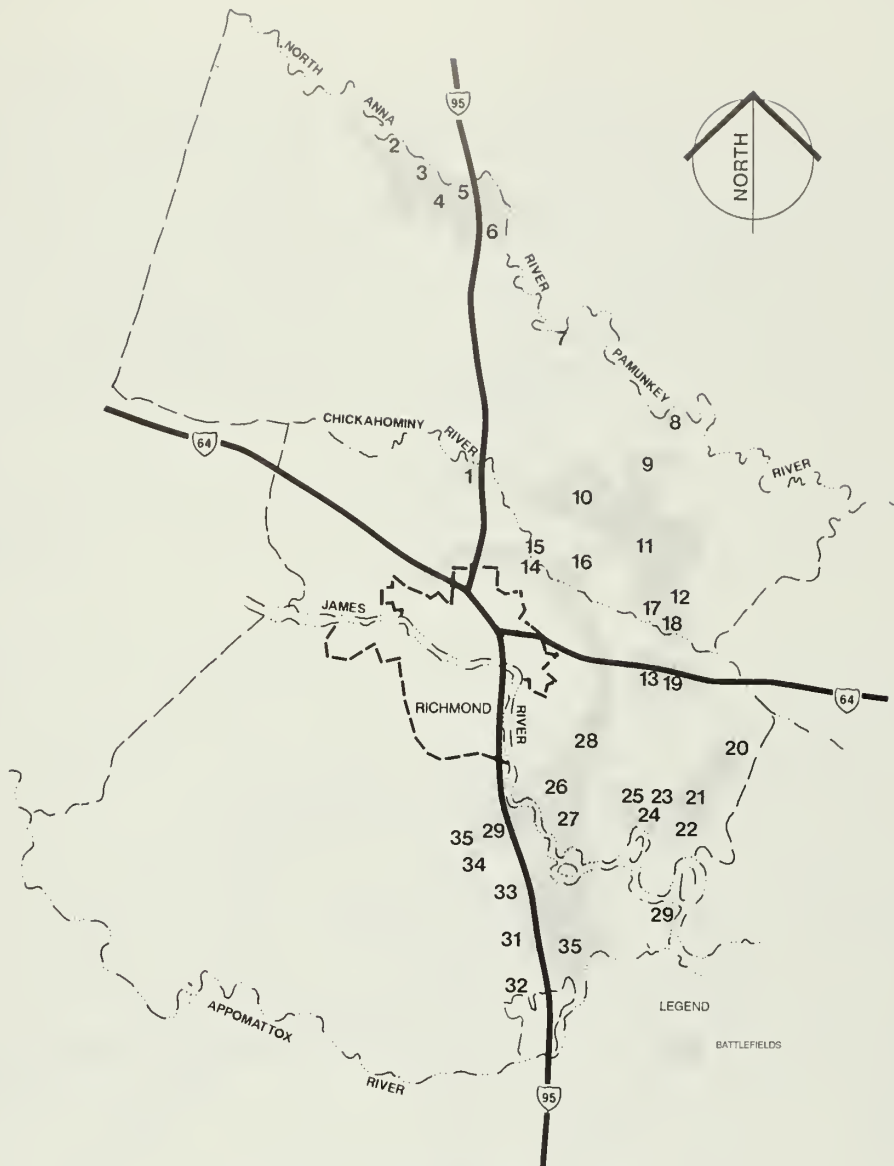 NORTH
ANNA
95
2
3
5
4
6
NORTH
RIVER
7
PAMUNKEY
8
CHICKAHOMINY
RIVER
64
9
RIVER
1
10
15
11
14
16
12
JAMES
17
18
13
19
64
RICHMOND
RIVER
28
20
26
25
23
21
27
24
22
29
35
34
33
29
31
35
32
LEGEND
APPOMATTOX
BATTLEFIELDS
RIVER
95